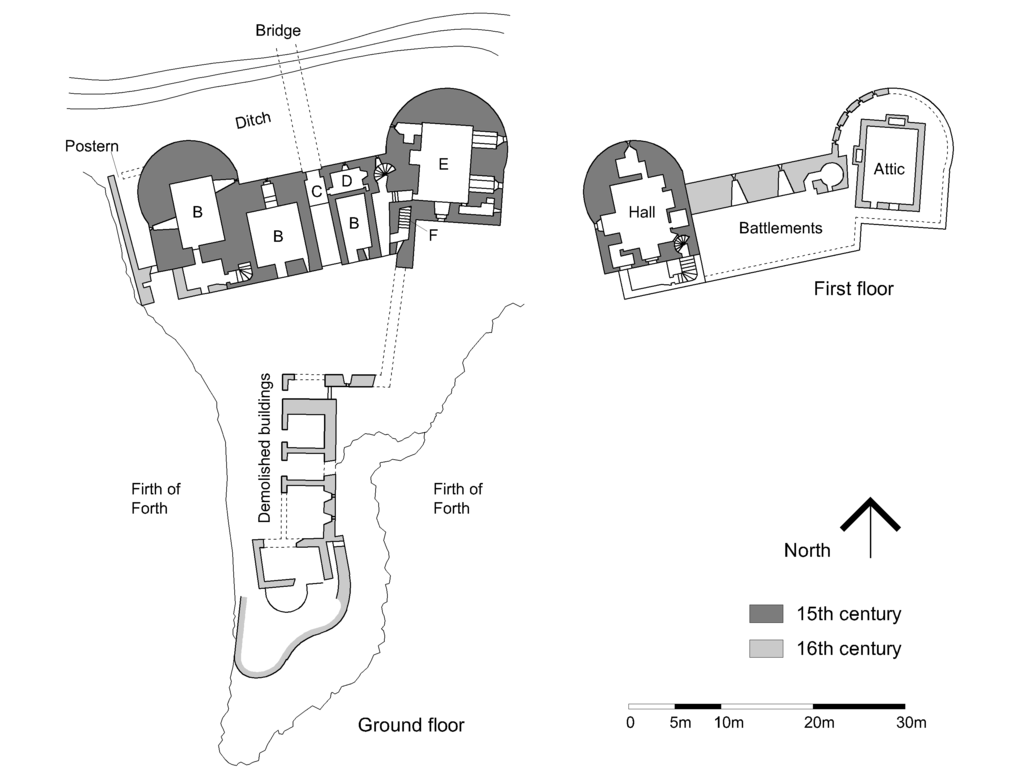 Bridge
Ditch
Postern
E
D
C
B
B
B
F
Demolished buildings
Firth of
Forth
Firth of
Forth
Ground floor
Attic
Hall
Battlements
First floor
North
15th century
16th century
0 5m 10m 20m 30m